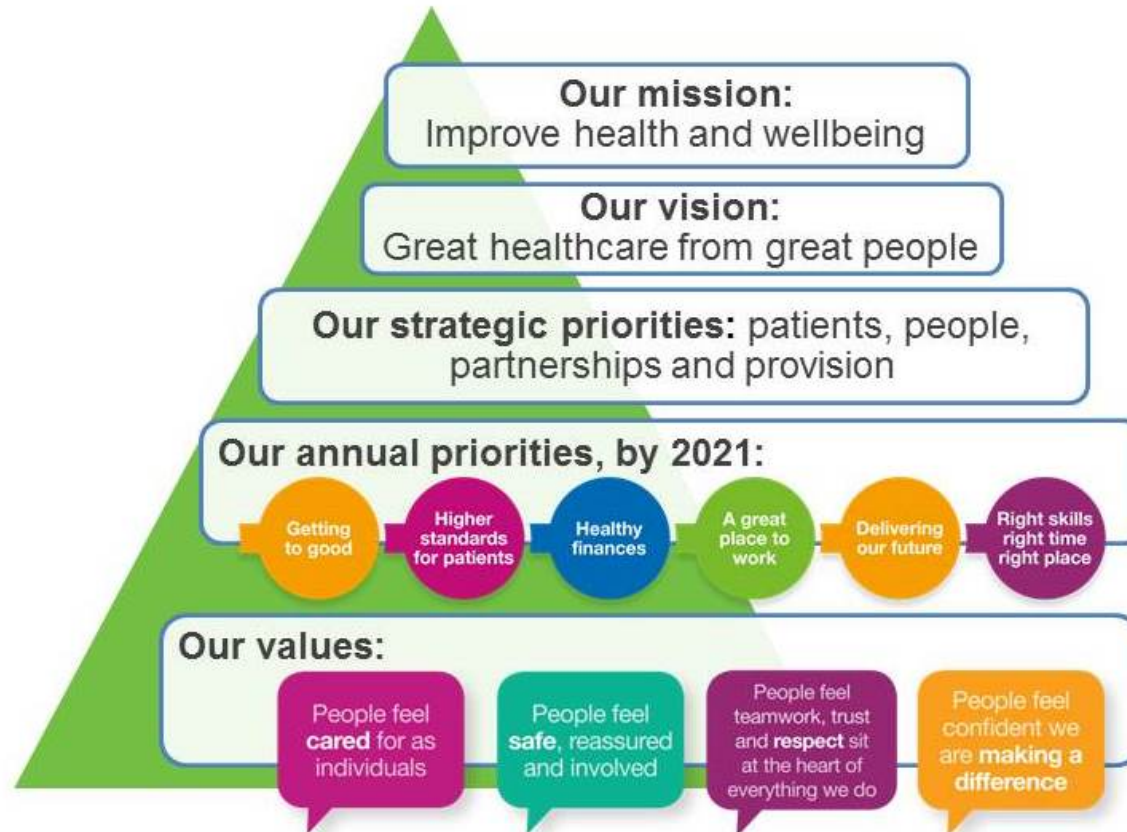 Our mission:
Improve health and wellbeing
Our vision:
Great healthcare from great people
Our strategic priorities: patients, people,
partnerships and provision
Our annual priorities, by 2021:
Getting
to good
Higher
standards
for patients
Healthy
finances
A great
place to
work
Delivering
our future
Right skills
right time
right place
Our values:
People feel
cared for as
individuals
People feel
safe, reassured
and involved
People feel
teamwork, trust
and respect sit
at the heart of
everything we do
People feel
confident we
are making a
difference